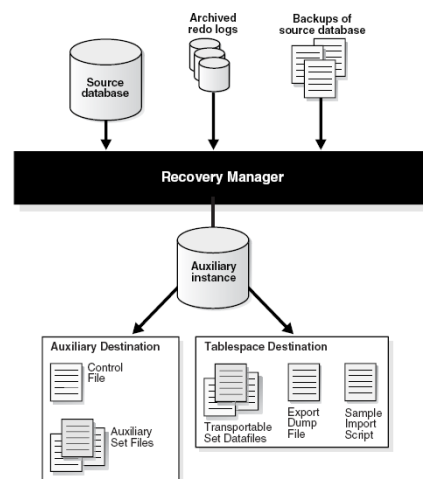 Archived
redo logs
Backups of
source database
Source
database
Recovery Manager
Auxiliary
instance
Auxiliary Destination
Control
File
Auxiliary
Set Files
Tablespace Destination
Transportable
Set Datafiles
Export
Dump
File
Sample
Import
Script